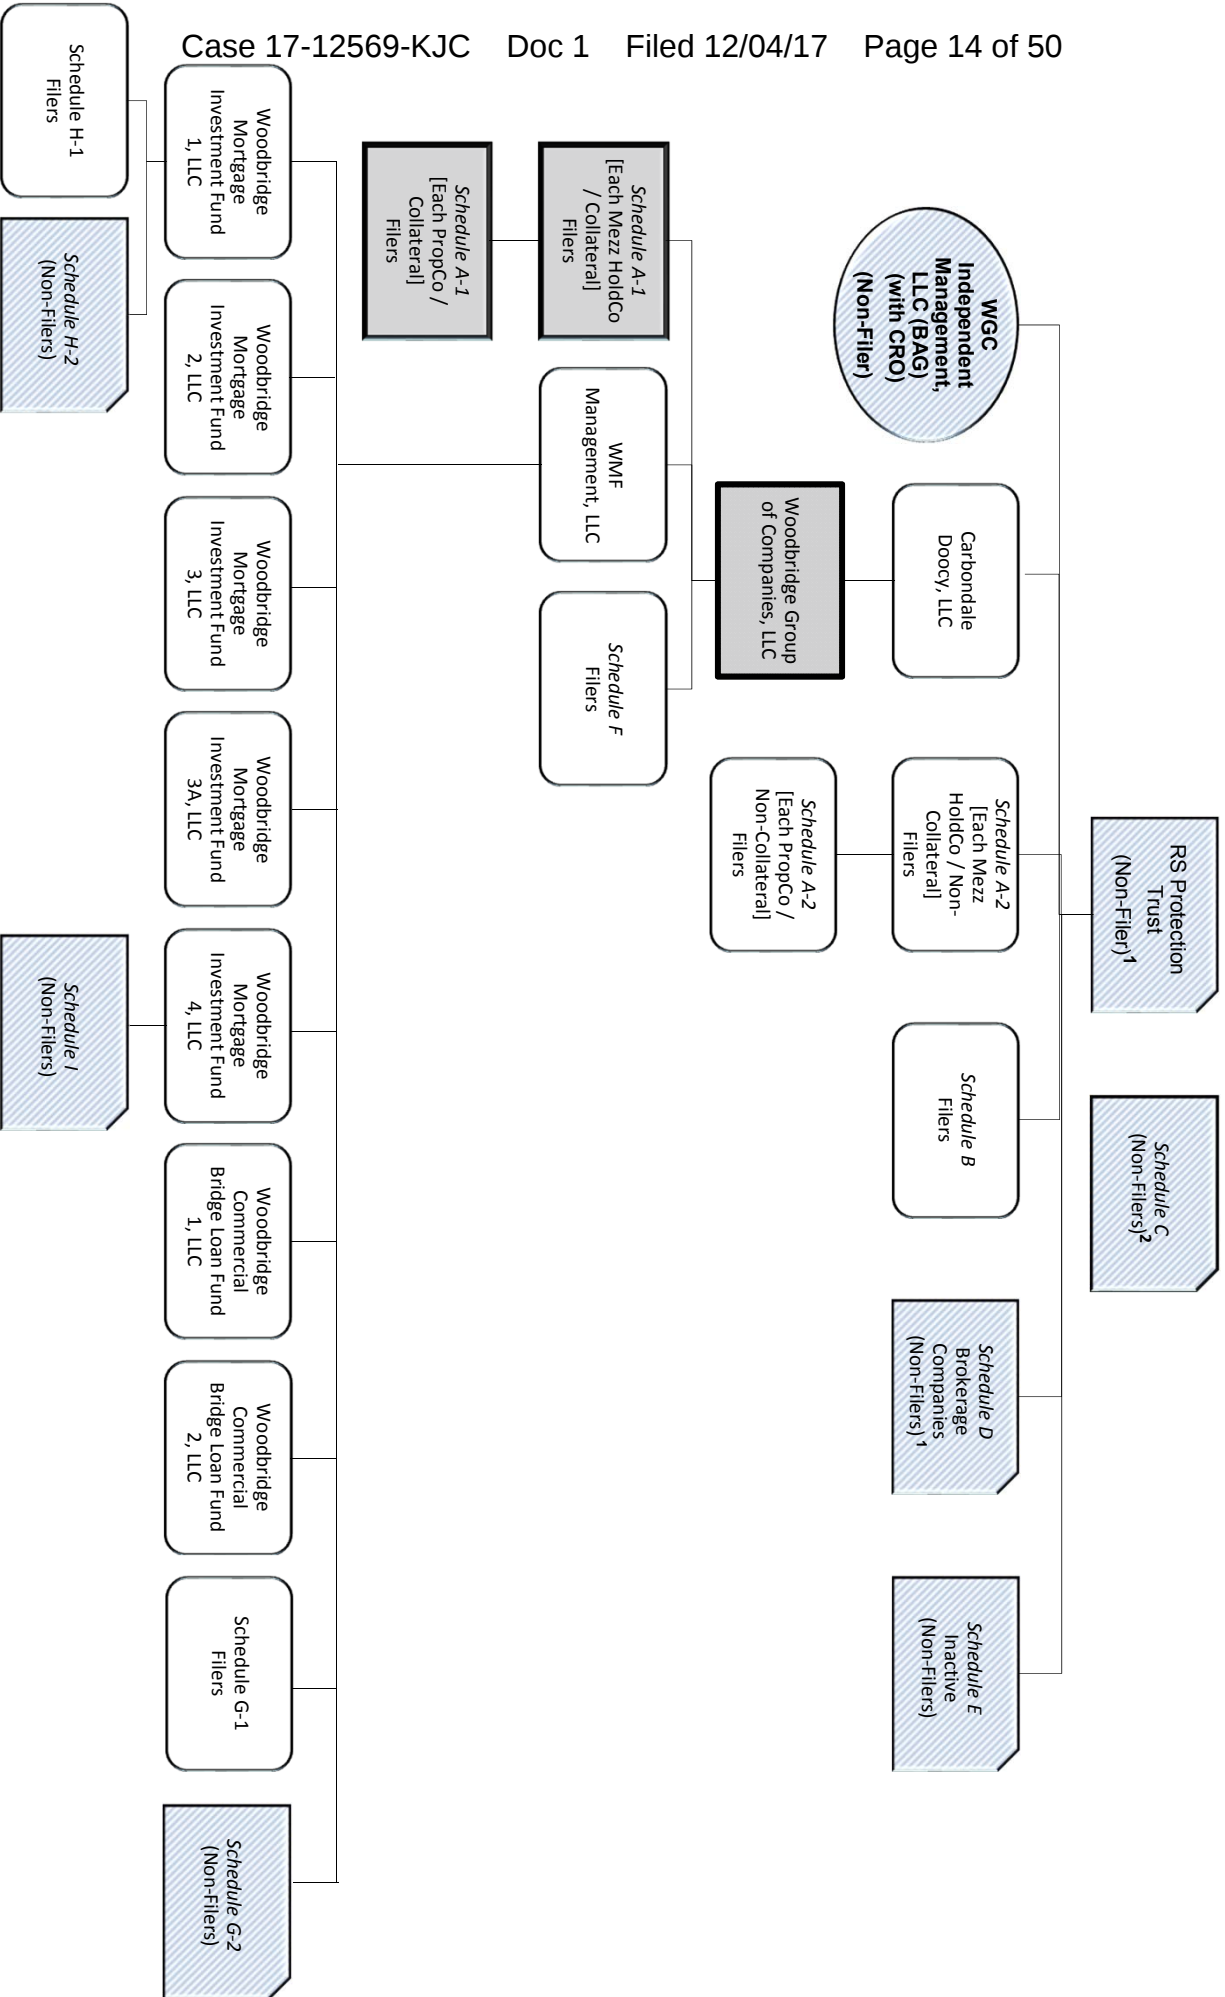 Case 17-12569-KJC Doc 1 Filed 12/04/17 Page 14 of 50
RS Protection
Trust
(Non-Filer)1
Schedule C
(Non-Filers)2
WGC
Independent
Management,
LLC (BAG)
(with CRO)
(Non-Filer)
Carbondale
Doocy, LLC
Schedule A-2
[Each Mezz
HoldCo / Non-
Collateral]
Filers
Schedule B
Filers
Schedule D
Brokerage
Companies
(Non-Filers) 1
Schedule E
Inactive
(Non-Filers)
Woodbridge Group
of Companies, LLC
Schedule A-2
[Each PropCo /
Non-Collateral]
Filers
Schedule A-1
[Each Mezz HoldCo
/ Collateral]
Filers
WMF
Management, LLC
Schedule F
Filers
Schedule A-1
[Each PropCo /
Collateral]
Filers
Woodbridge
Mortgage
Investment Fund
1, LLC
Woodbridge
Mortgage
Investment Fund
2, LLC
Woodbridge
Mortgage
Investment Fund
3, LLC
Woodbridge
Mortgage
Investment Fund
3A, LLC
Woodbridge
Mortgage
Investment Fund
4, LLC
Woodbridge
Commercial
Bridge Loan Fund
1, LLC
Woodbridge
Commercial
Bridge Loan Fund
2, LLC
Schedule G-1
Filers
Schedule G-2
(Non-Filers)
Schedule H-1
Filers
Schedule H-2
(Non-Filers)
Schedule I
(Non-Filers)